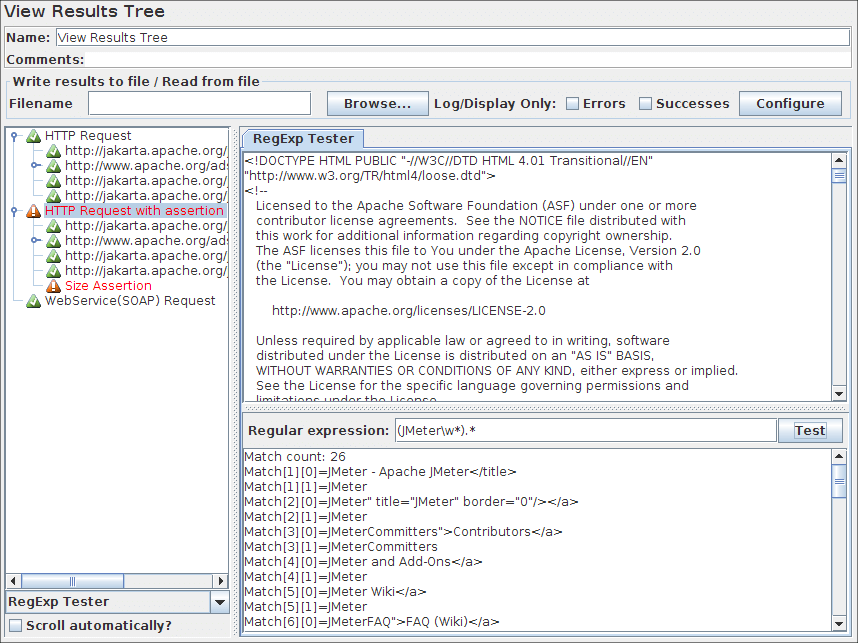 View Results Tree
Name: View Results Tree
Comments:
Write results to file / Read from file
Filename Browse... Log/Display Only: Errors Successes Configure
HTTP Request
http://jakarta.apache.org/
http://www.apache.org/ads
http://jakarta.apache.org/
http://jakarta.apache.org/
HTTP Request with assertion
http://jakarta.apache.org/
http://www.apache.org/ads
http://jakarta.apache.org/
http://jakarta.apache.org/
Size Assertion
WebService(SOAP) Request
RegExp Tester
Scroll automatically?
RegExp Tester
<!DOCTYPE HTML PUBLIC "-//W3C//DTD HTML 4.01 Transitional//EN"
"http://www.w3.org/TR/html4/loose.dtd">
<!--
Licensed to the Apache Software Foundation (ASF) under one or more
contributor license agreements.  See the NOTICE file distributed with
this work for additional information regarding copyright ownership.
The ASF licenses this file to You under the Apache License, Version 2.0
(the "License"); you may not use this file except in compliance with
the License.  You may obtain a copy of the License at
http://www.apache.org/licenses/LICENSE-2.0
Unless required by applicable law or agreed to in writing, software
distributed under the License is distributed on an "AS IS" BASIS,
WITHOUT WARRANTIES OR CONDITIONS OF ANY KIND, either express or implied.
See the License for the specific language governing permissions and
limitations under the License.
Regular expression: (JMeter\w*).* Test
Match count: 26
Match[1][0]=JMeter - Apache JMeter</title>
Match[1][1]=JMeter
Match[2][0]=JMeter" title="JMeter" border="0"/></a>
Match[2][1]=JMeter
Match[3][0]=JMeterCommitters">Contributors</a>
Match[3][1]=JMeterCommitters
Match[4][0]=JMeter and Add-Ons</a>
Match[4][1]=JMeter
Match[5][0]=JMeter Wiki</a>
Match[5][1]=JMeter
Match[6][0]=JMeterFAQ">FAQ (Wiki)</a>